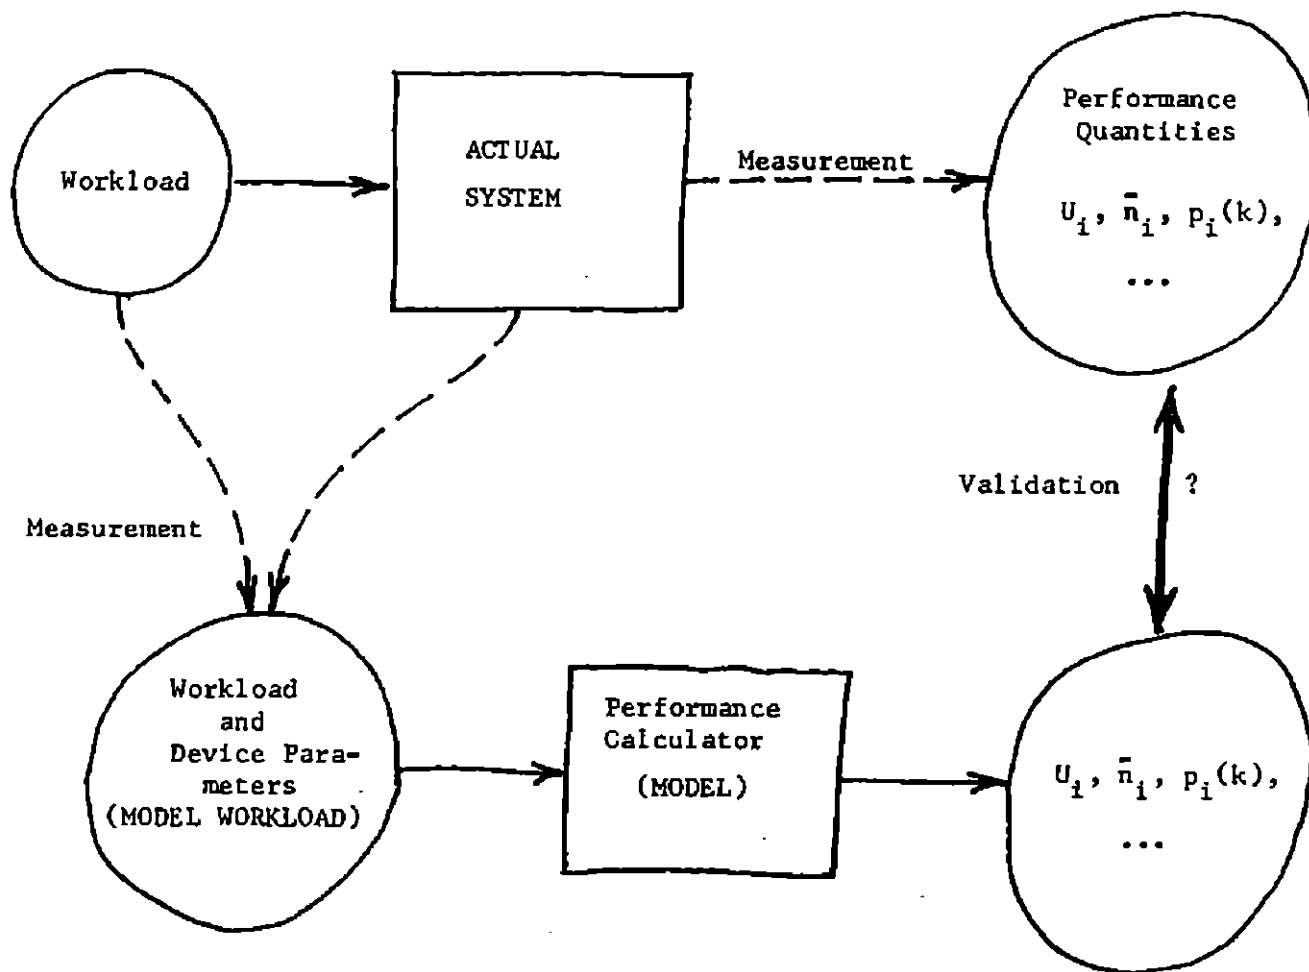 Workload
ACTUAL
SYSTEM
Measurement
Performance
Quantities
U_i, n̄_i, p_i(k),
...
Measurement
Validation ?
Workload
and
Device Para-
meters
(MODEL WORKLOAD)
Performance
Calculator
(MODEL)
U_i, n̄_i, p_i(k),
...